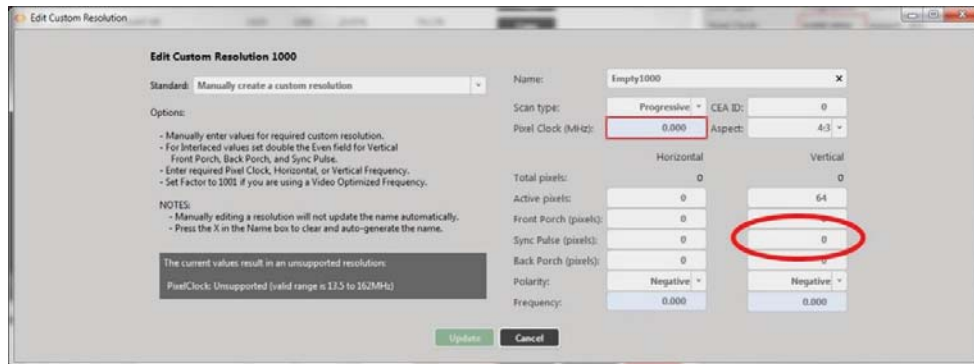 Edit Custom Resolution
Edit Custom Resolution 1000
Standard: Manually create a custom resolution
Options:
- Manually enter values for required custom resolution.
- For Interlaced values set double the Even field for Vertical
Front Porch, Back Porch, and Sync Pulse.
- Enter required Pixel Clock, Horizontal, or Vertical Frequency.
- Set Factor to 1001 if you are using a Video Optimized Frequency.
NOTES:
- Manually editing a resolution will not update the name automatically.
- Press the X in the Name box to clear and auto-generate the name.
The current values result in an unsupported resolution:
PixelClock: Unsupported (valid range is 13.5 to 162MHz)
Name: Empty1000 x
Scan type: Progressive CEA ID: 0
Pixel Clock (MHz): 0.000 Aspect: 4:3
Horizontal Vertical
Total pixels: 0 0
Active pixels: 0 64
Front Porch (pixels): 0 0
Sync Pulse (pixels): 0 0
Back Porch (pixels): 0 0
Polarity: Negative Negative
Frequency: 0.000 0.000
Update Cancel